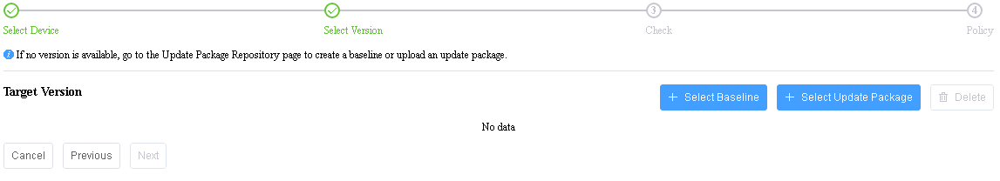 3 4
Select Device Select Version Check Policy
i If no version is available, go to the Update Package Repository page to create a baseline or upload an update package.
Target Version + Select Baseline + Select Update Package Delete
No data
Cancel Previous Next